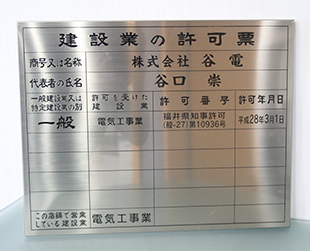 建設業の許可票
商号又は名称 株式会社 谷電
代表者の氏名 谷口 崇
一般建設業又は特定建設業の別 許可を受けた建設業 許可番号 許可年月日
一般 電気工事業 福井県知事許可(般-27)第10936号 平成28年3月1日
この店舗で営業している建設業 電気工事業